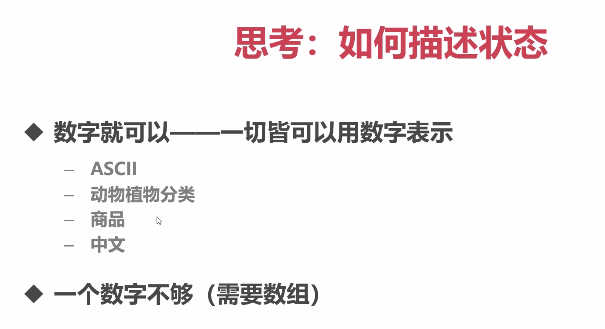 思考：如何描述状态
◆ 数字就可以——一切皆可以用数字表示
– ASCII
– 动物植物分类
– 商品
– 中文
◆ 一个数字不够（需要数组）